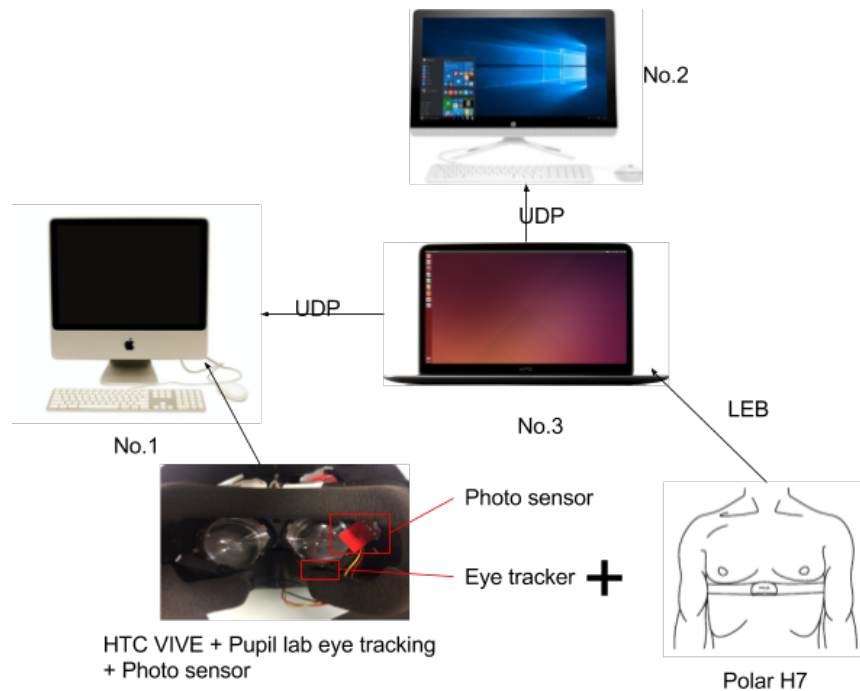 No.2
UDP
UDP
No.3
LEB
No.1
Photo sensor
Eye tracker
+
HTC VIVE + Pupil lab eye tracking
+ Photo sensor
Polar H7